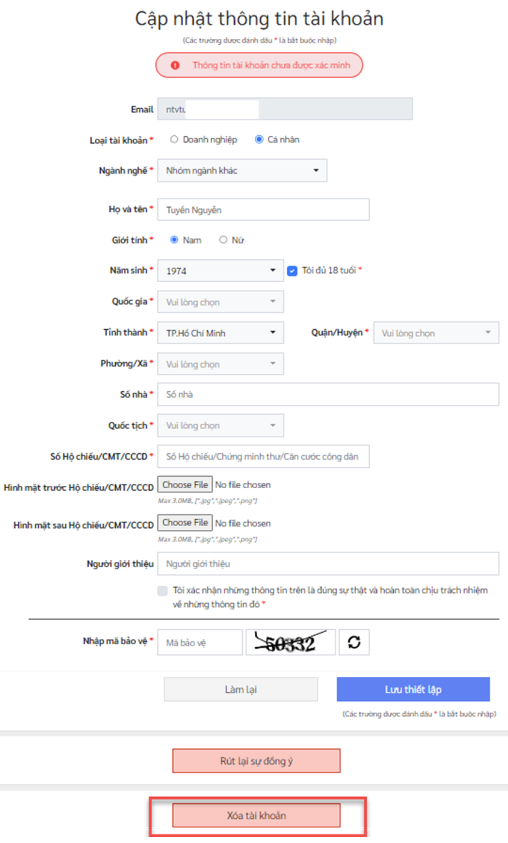 Cập nhật thông tin tài khoản
(Các trường được đánh dấu * là bắt buộc nhập)
Thông tin tài khoản chưa được xác minh
Email ntvtu
Loại tài khoản * Doanh nghiệp Cá nhân
Ngành nghề * Nhóm ngành khác
Họ và tên * Tuyền Nguyễn
Giới tính * Nam Nữ
Năm sinh * 1974 Tôi đủ 18 tuổi *
Quốc gia * Vui lòng chọn
Tỉnh thành * TP.Hồ Chí Minh Quận/Huyện * Vui lòng chọn
Phường/Xã * Vui lòng chọn
Số nhà * Số nhà
Quốc tịch * Vui lòng chọn
Số Hộ chiếu/CMT/CCCD * Số Hộ chiếu/Chứng minh thư/Căn cước công dân
Hình mặt trước Hộ chiếu/CMT/CCCD Choose File No file chosen
Max 3.0MB, [".jpg",".jpeg",".png"]
Hình mặt sau Hộ chiếu/CMT/CCCD Choose File No file chosen
Max 3.0MB, [".jpg",".jpeg",".png"]
Người giới thiệu Người giới thiệu
Tôi xác nhận những thông tin trên là đúng sự thật và hoàn toàn chịu trách nhiệm
về những thông tin đó *
Nhập mã bảo vệ * Mã bảo vệ 50332
Làm lại Lưu thiết lập
(Các trường được đánh dấu * là bắt buộc nhập)
Rút lại sự đồng ý
Xóa tài khoản